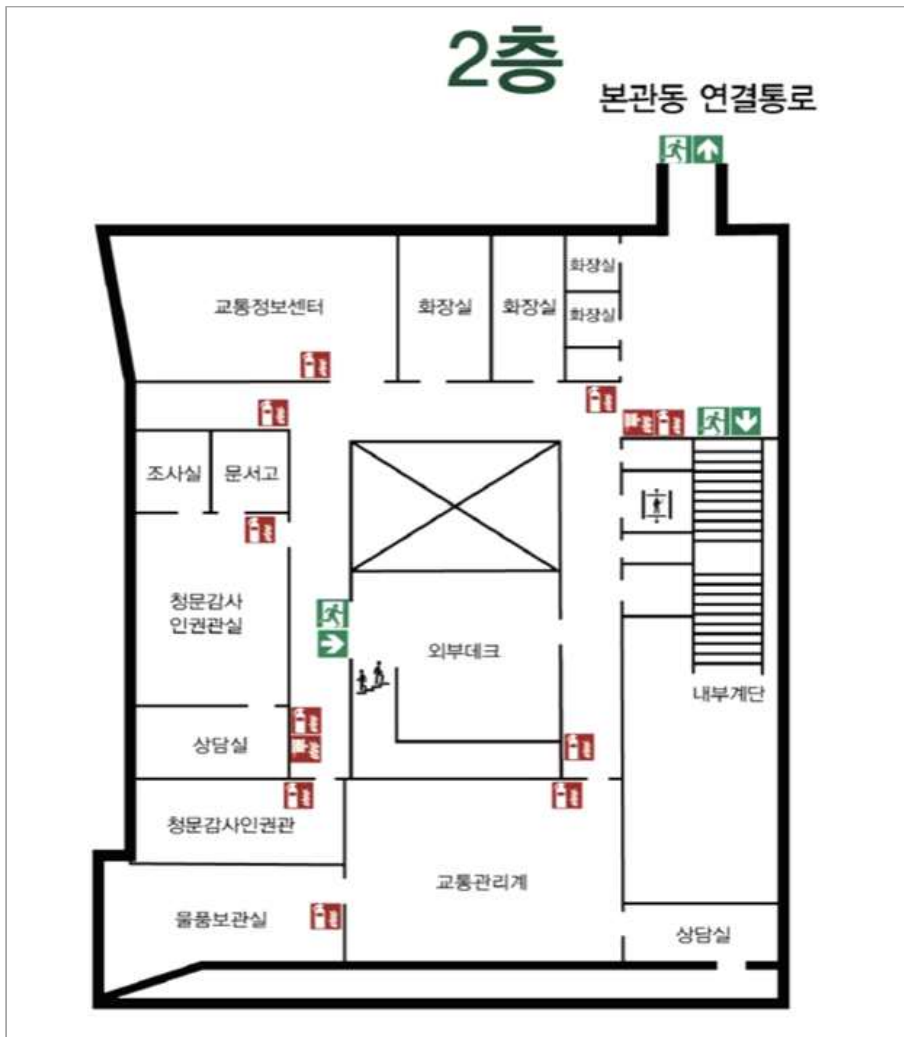 2층
본관동 연결통로
화장실
교통정보센터
화장실
화장실
화장실
조사실
문서고
청문감사
인권관실
외부데크
내부계단
상담실
청문감사인권관
교통관리계
물품보관실
상담실